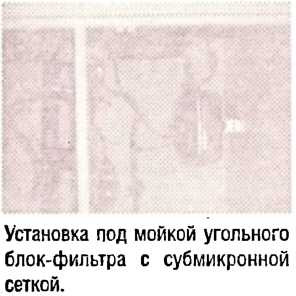 Установка под мойкой угольного
блок-фильтра с субмикронной
сеткой.